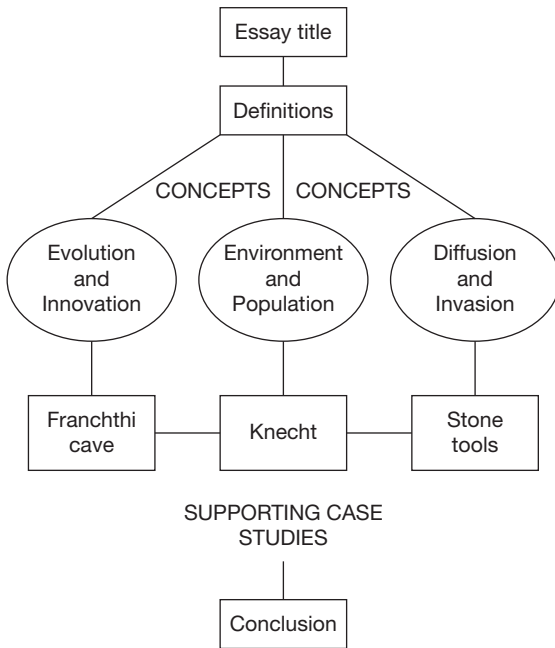 Essay title
Definitions
CONCEPTS
CONCEPTS
Evolution
and
Innovation
Environment
and
Population
Diffusion
and
Invasion
Franchthi
cave
Knecht
Stone
tools
SUPPORTING CASE
STUDIES
Conclusion